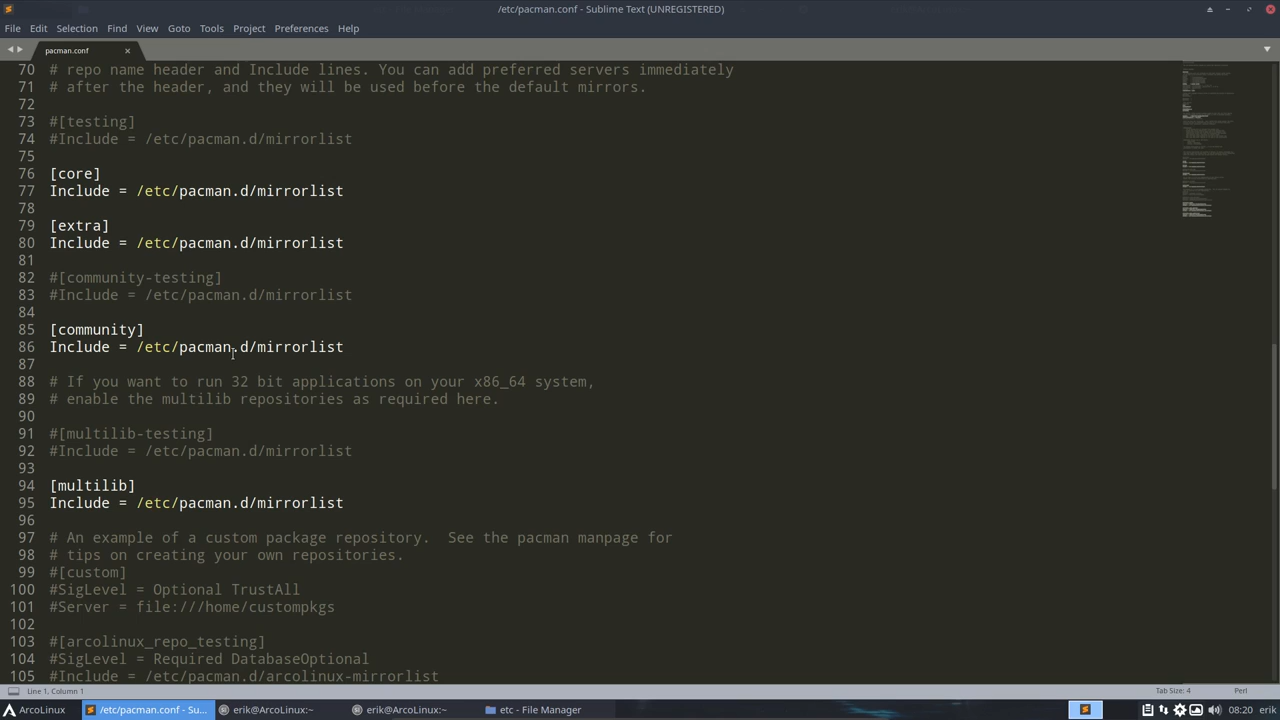 /etc/pacman.conf - Sublime Text (UNREGISTERED)
File Edit Selection Find View Goto Tools Project Preferences Help
pacman.conf
70 # repo name header and Include lines. You can add preferred servers immediately
71 # after the header, and they will be used before the default mirrors.
72
73 #[testing]
74 #Include = /etc/pacman.d/mirrorlist
75
76 [core]
77 Include = /etc/pacman.d/mirrorlist
78
79 [extra]
80 Include = /etc/pacman.d/mirrorlist
81
82 #[community-testing]
83 #Include = /etc/pacman.d/mirrorlist
84
85 [community]
86 Include = /etc/pacman.d/mirrorlist
87
88 # If you want to run 32 bit applications on your x86_64 system,
89 # enable the multilib repositories as required here.
90
91 #[multilib-testing]
92 #Include = /etc/pacman.d/mirrorlist
93
94 [multilib]
95 Include = /etc/pacman.d/mirrorlist
96
97 # An example of a custom package repository.  See the pacman manpage for
98 # tips on creating your own repositories.
99 #[custom]
100 #SigLevel = Optional TrustAll
101 #Server = file:///home/custompkgs
102
103 #[arcolinux_repo_testing]
104 #SigLevel = Required DatabaseOptional
105 #Include = /etc/pacman.d/arcolinux-mirrorlist
Line 1, Column 1 Tab Size: 4 Perl
ArcoLinux /etc/pacman.conf - Su... erik@ArcoLinux:~ erik@ArcoLinux:~ etc - File Manager 08:20 erik